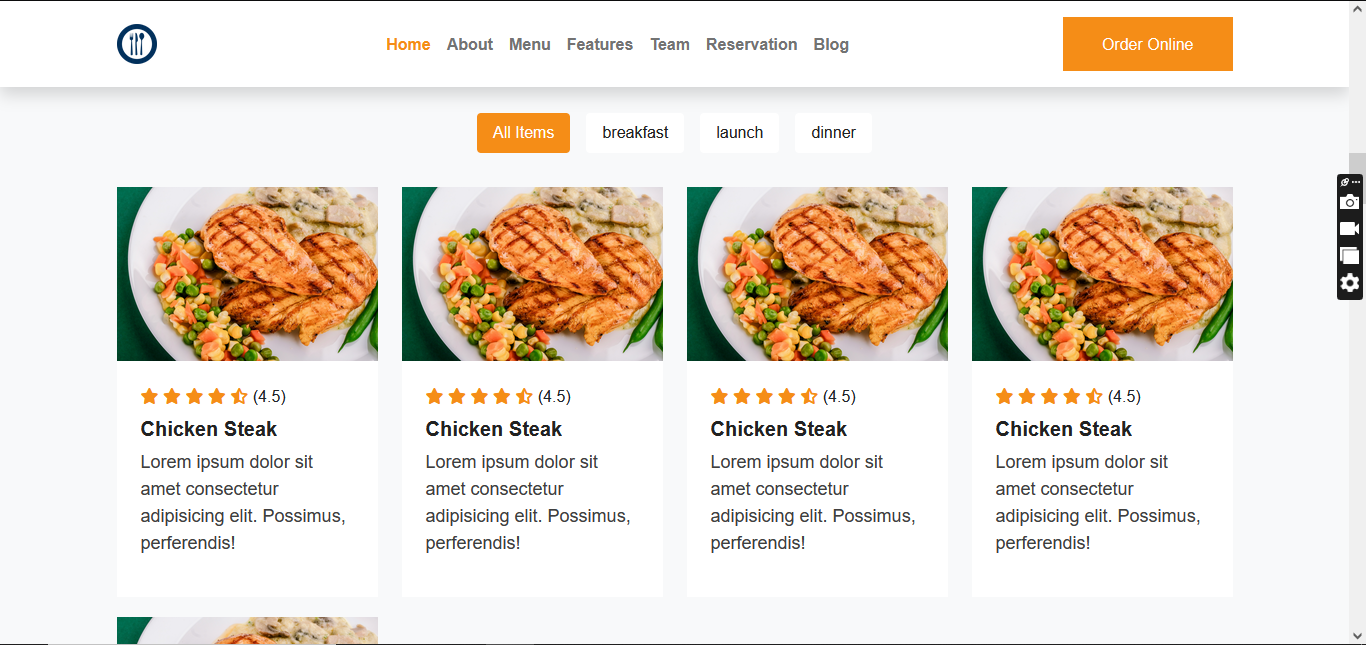 Home About Menu Features Team Reservation Blog Order Online
All Items breakfast launch dinner
(4.5) (4.5) (4.5) (4.5)
Chicken Steak Chicken Steak Chicken Steak Chicken Steak
Lorem ipsum dolor sit Lorem ipsum dolor sit Lorem ipsum dolor sit Lorem ipsum dolor sit
amet consectetur amet consectetur amet consectetur amet consectetur
adipisicing elit. Possimus, adipisicing elit. Possimus, adipisicing elit. Possimus, adipisicing elit. Possimus,
perferendis! perferendis! perferendis! perferendis!